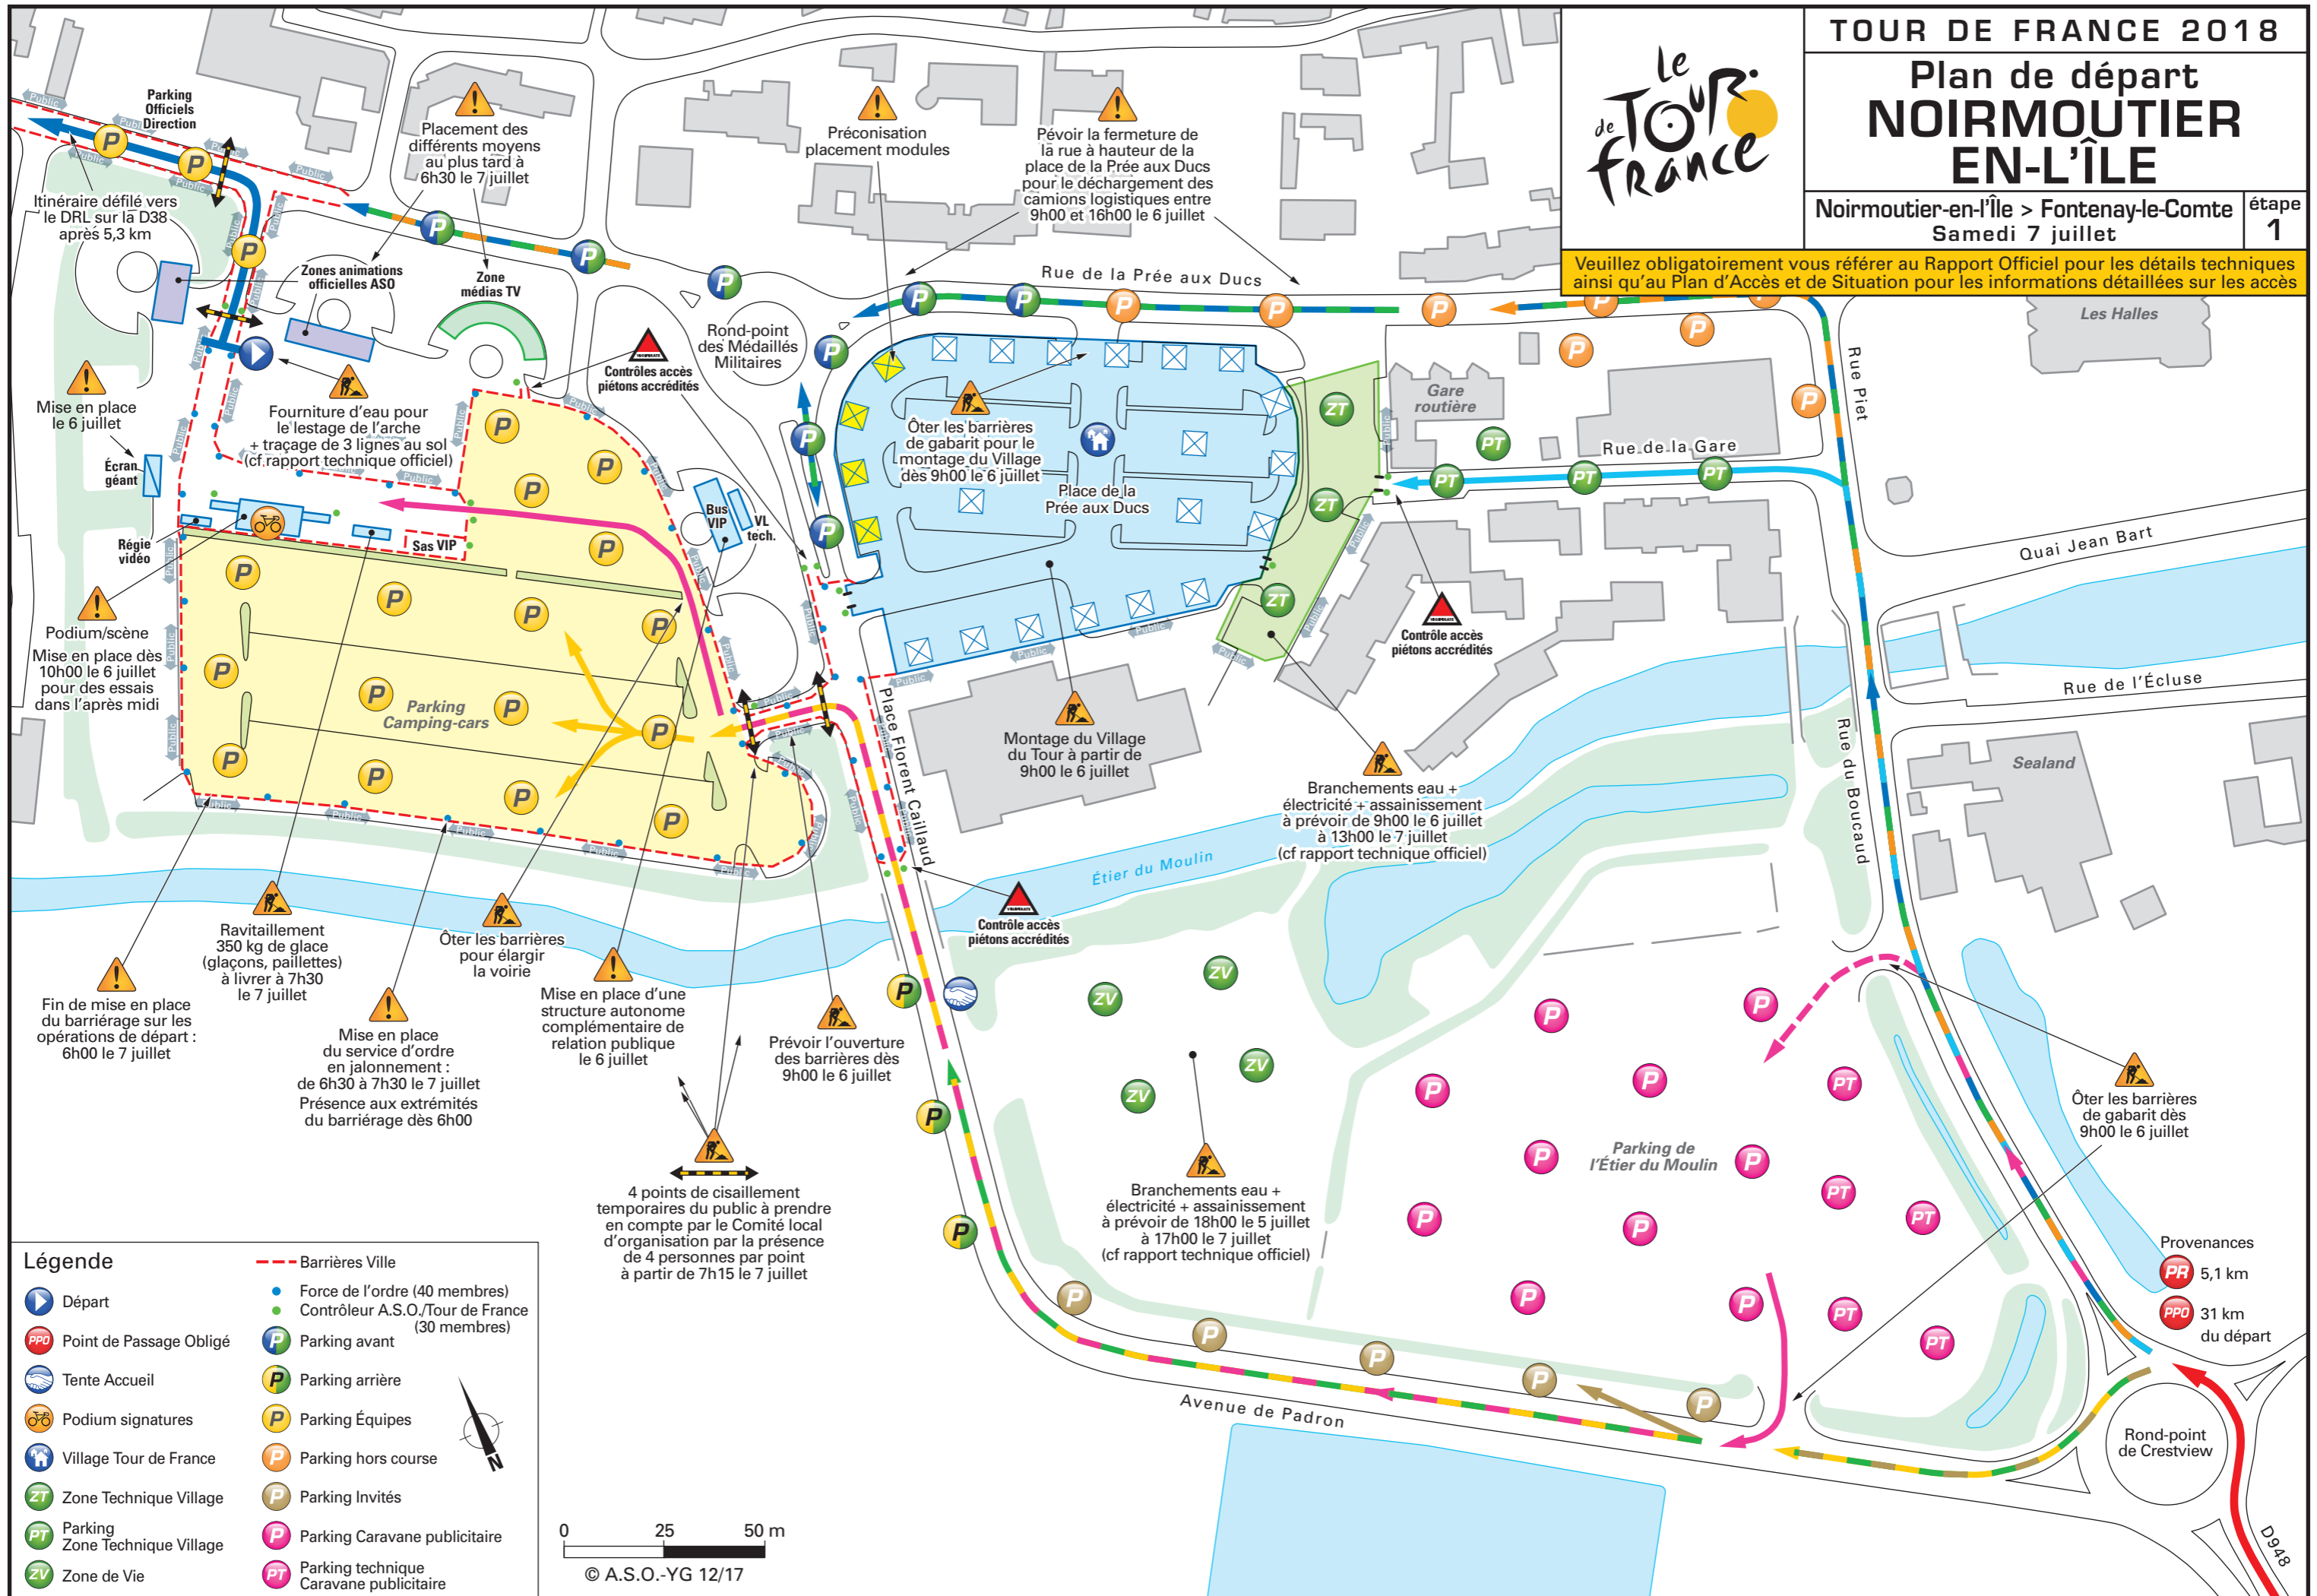 Le
Tour
de
France
TOUR DE FRANCE 2018
Plan de départ
NOIRMOUTIER
EN-L'ÎLE
Noirmoutier-en-l'Île > Fontenay-le-Comte
Samedi 7 juillet
étape
1
Veuillez obligatoirement vous référer au Rapport Officiel pour les détails techniques
ainsi qu'au Plan d'Accès et de Situation pour les informations détaillées sur les accès
Parking
Officiels
Direction
Itinéraire défilé vers
le DRL sur la D38
après 5,3 km
Placement des
différents moyens
au plus tard à
6h30 le 7 juillet
Zones animations
officielles ASO
Zone
médias TV
Préconisation
placement modules
Pévoir la fermeture de
la rue à hauteur de la
place de la Prée aux Ducs
pour le déchargement des
camions logistiques entre
9h00 et 16h00 le 6 juillet
Rue de la Prée aux Ducs
Rond-point
des Médaillés
Militaires
Contrôles accès
piétons accrédités
Mise en place
le 6 juillet
Écran
géant
Fourniture d'eau pour
le lestage de l'arche
+ traçage de 3 lignes au sol
(cf rapport technique officiel)
Ôter les barrières
de gabarit pour le
montage du Village
dès 9h00 le 6 juillet
Place de la
Prée aux Ducs
Gare
routière
Rue de la Gare
Rue Piet
Les Halles
Quai Jean Bart
Rue de l'Écluse
Rue du Boucaud
Sealand
Régie
vidéo
Sas VIP
Bus
VIP
VL
tech.
Podium/scène
Mise en place dès
10h00 le 6 juillet
pour des essais
dans l'après midi
Parking
Camping-cars
Place Florent Caillaud
Montage du Village
du Tour à partir de
9h00 le 6 juillet
Contrôle accès
piétons accrédités
Branchements eau +
électricité + assainissement
à prévoir de 9h00 le 6 juillet
à 13h00 le 7 juillet
(cf rapport technique officiel)
Étier du Moulin
Contrôle accès
piétons accrédités
Fin de mise en place
du barriérage sur les
opérations de départ :
6h00 le 7 juillet
Ravitaillement
350 kg de glace
(glaçons, paillettes)
à livrer à 7h30
le 7 juillet
Mise en place
du service d'ordre
en jalonnement :
de 6h30 à 7h30 le 7 juillet
Présence aux extrémités
du barriérage dès 6h00
Ôter les barrières
pour élargir
la voirie
Mise en place d'une
structure autonome
complémentaire de
relation publique
le 6 juillet
Prévoir l'ouverture
des barrières dès
9h00 le 6 juillet
4 points de cisaillement
temporaires du public à prendre
en compte par le Comité local
d'organisation par la présence
de 4 personnes par point
à partir de 7h15 le 7 juillet
Branchements eau +
électricité + assainissement
à prévoir de 18h00 le 5 juillet
à 17h00 le 7 juillet
(cf rapport technique officiel)
Parking de
l'Étier du Moulin
Ôter les barrières
de gabarit dès
9h00 le 6 juillet
Provenances
PR 5,1 km
PPO 31 km
du départ
Avenue de Padron
Rond-point
de Crestview
D948
Légende
Départ
PPO Point de Passage Obligé
Tente Accueil
Podium signatures
Village Tour de France
ZT Zone Technique Village
PT Parking
Zone Technique Village
ZV Zone de Vie
Barrières Ville
Force de l'ordre (40 membres)
Contrôleur A.S.O./Tour de France
(30 membres)
P Parking avant
P Parking arrière
P Parking Équipes
P Parking hors course
P Parking Invités
P Parking Caravane publicitaire
PT Parking technique
Caravane publicitaire
N
0 25 50 m
© A.S.O.-YG 12/17